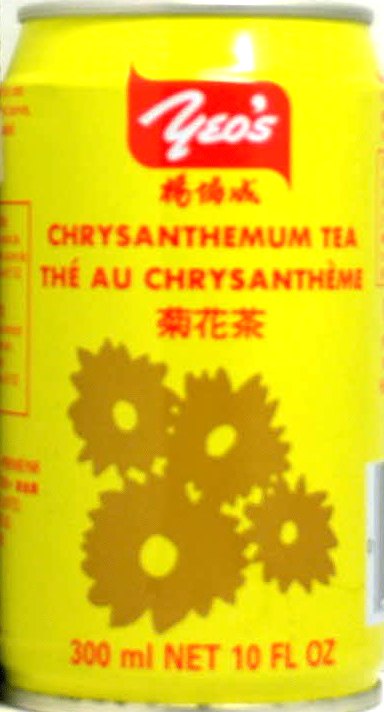 Yeo's
楊協成
CHRYSANTHEMUM TEA
THÉ AU CHRYSANTHÈME
菊花茶
300 ml NET 10 FL OZ